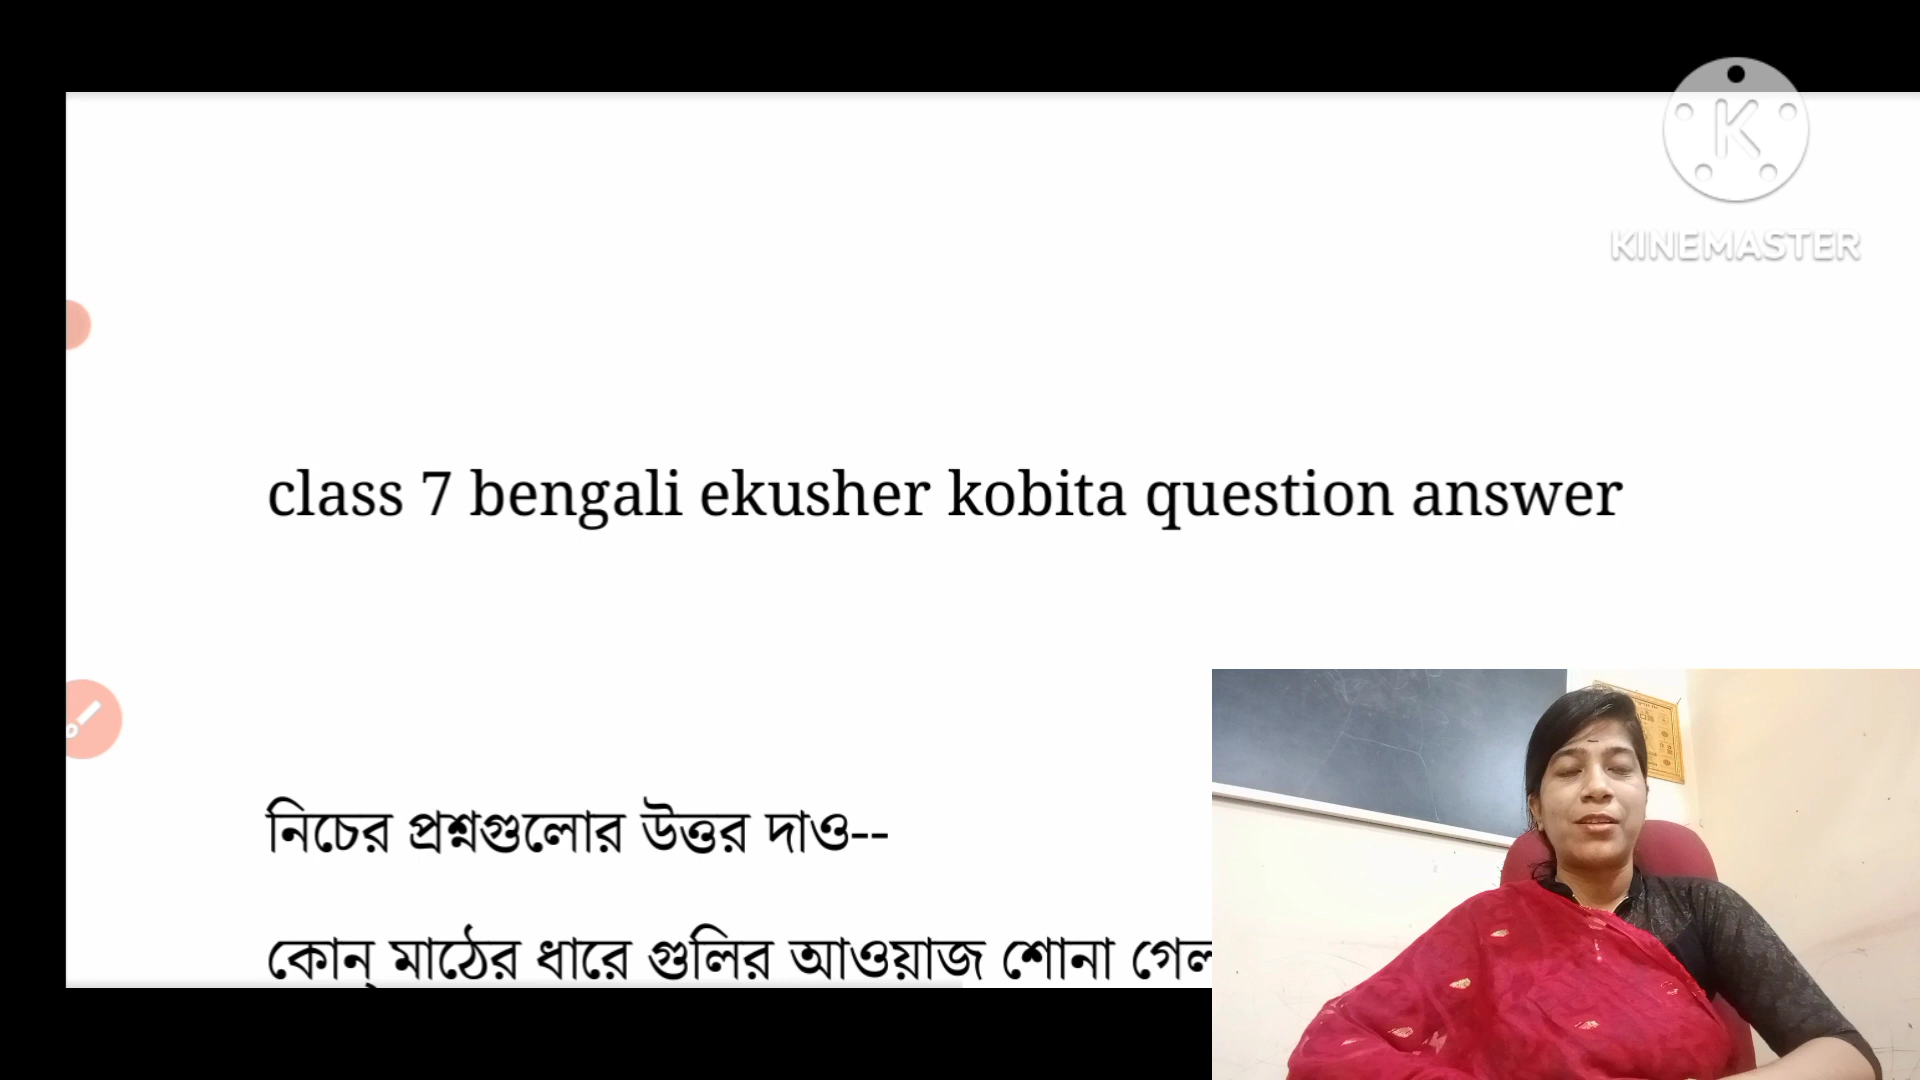 K
KINEMASTER
class 7 bengali ekusher kobita question answer
নিচের প্রশ্নগুলোর উত্তর দাও--
কোন্ মাঠের ধারে গুলির আওয়াজ শোনা গেল